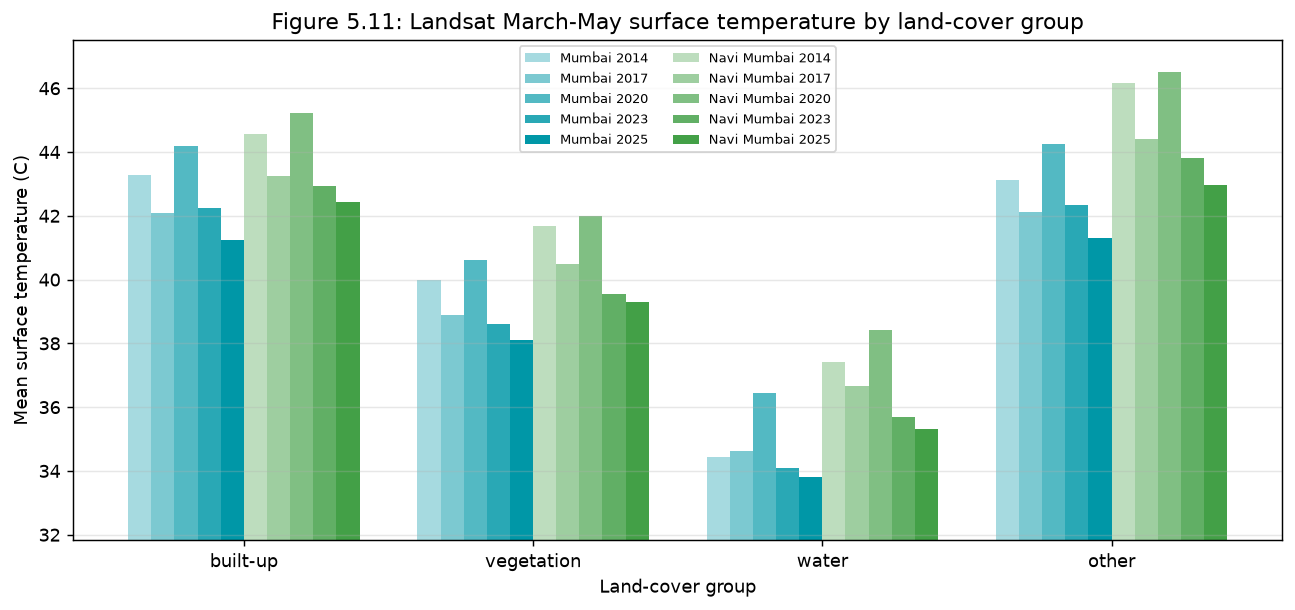 Figure 5.11: Landsat March-May surface temperature by land-cover group
Mumbai 2014
Mumbai 2017
Mumbai 2020
Mumbai 2023
Mumbai 2025
Navi Mumbai 2014
Navi Mumbai 2017
Navi Mumbai 2020
Navi Mumbai 2023
Navi Mumbai 2025
Mean surface temperature (C)
46
44
42
40
38
36
34
32
built-up
vegetation
water
other
Land-cover group